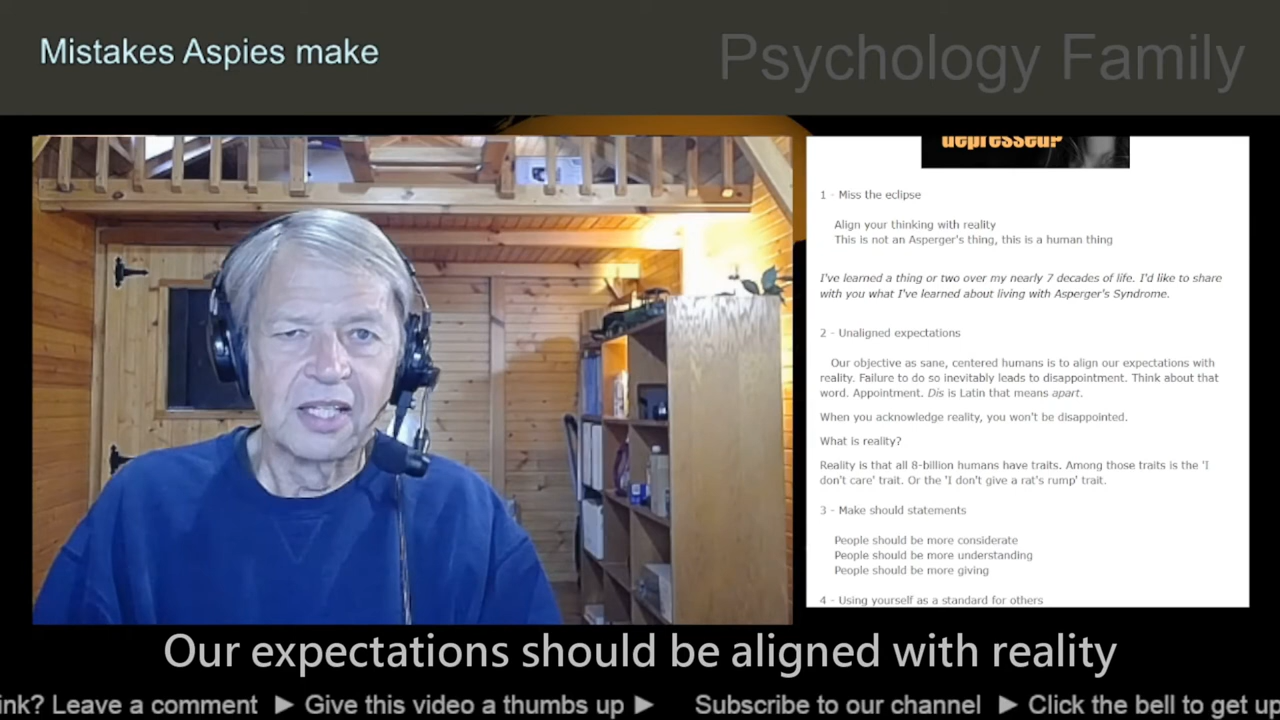 Mistakes Aspies make
Psychology Family
depressed?
1 - Miss the eclipse
Align your thinking with reality
This is not an Asperger's thing, this is a human thing
I've learned a thing or two over my nearly 7 decades of life. I'd like to share
with you what I've learned about living with Asperger's Syndrome.
2 - Unaligned expectations
Our objective as sane, centered humans is to align our expectations with
reality. Failure to do so inevitably leads to disappointment. Think about that
word. Appointment. Dis is Latin that means apart.
When you acknowledge reality, you won't be disappointed.
What is reality?
Reality is that all 8-billion humans have traits. Among those traits is the 'I
don't care' trait. Or the 'I don't give a rat's rump' trait.
3 - Make should statements
People should be more considerate
People should be more understanding
People should be more giving
4 - Using yourself as a standard for others
Our expectations should be aligned with reality
ink? Leave a comment ► Give this video a thumbs up ► Subscribe to our channel ► Click the bell to get up